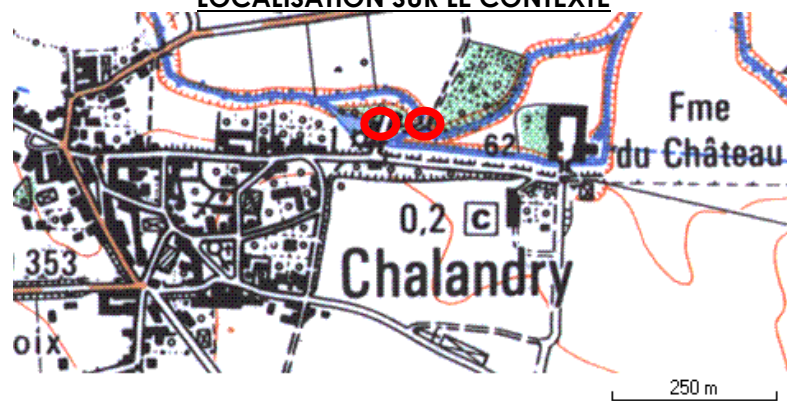 LOCALISATION SUR LE CONTEXTE
Fme
du Château
62
0,2 C
353
Chalandry
oix
250 m